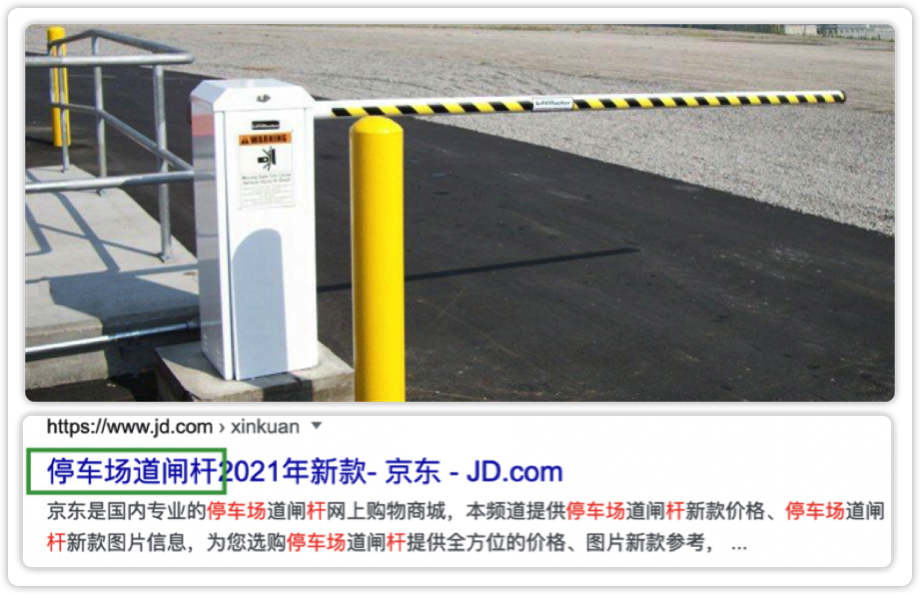 LiftMaster
WARNING
https://www.jd.com › xinkuan
停车场道闸杆2021年新款- 京东 - JD.com
京东是国内专业的停车场道闸杆网上购物商城，本频道提供停车场道闸杆新款价格、停车场道闸
杆新款图片信息，为您选购停车场道闸杆提供全方位的价格、图片新款参考， ...